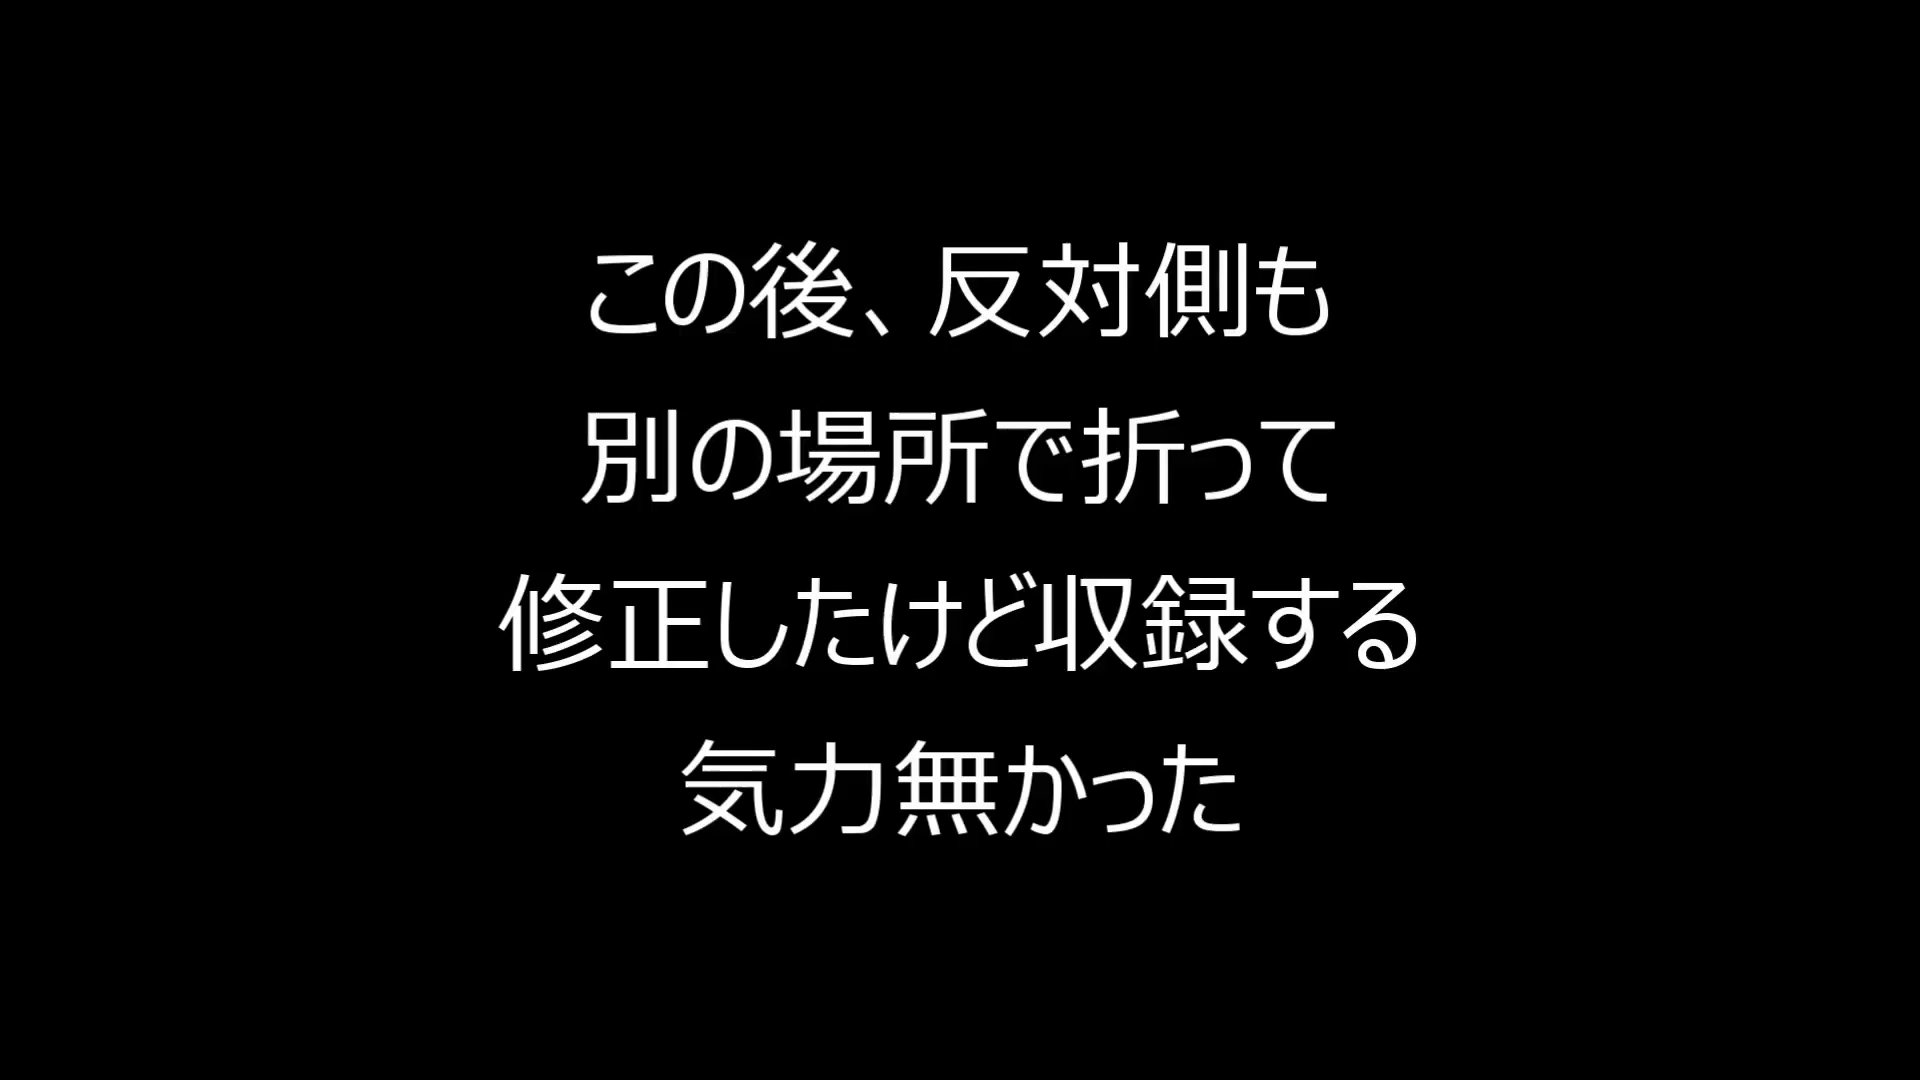 この後、反対側も
別の場所で折って
修正したけど収録する
気力無かった